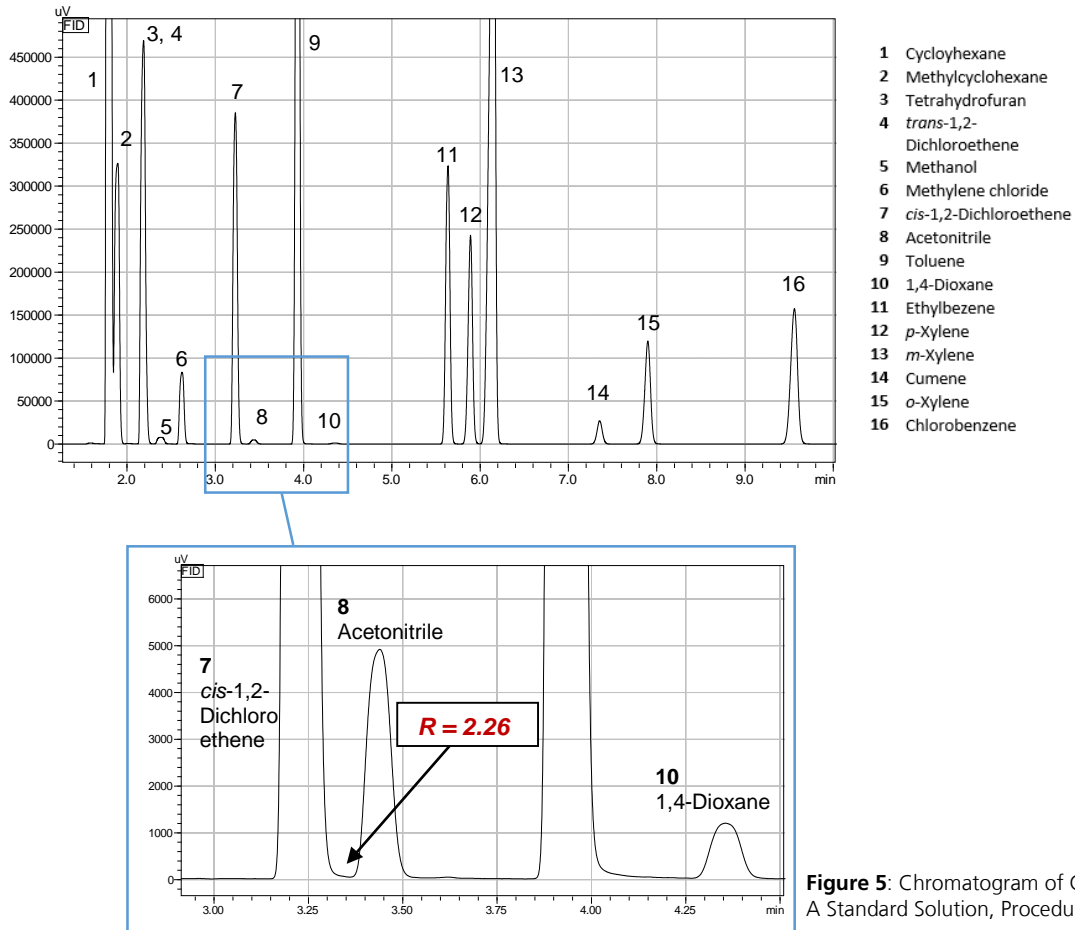 uV
FID
450000
400000
350000
300000
250000
200000
150000
100000
50000
0
1
2
3, 4
5
6
7
8
9
10
11
12
13
14
15
16
2.0 3.0 4.0 5.0 6.0 7.0 8.0 9.0 min
1 Cycloyhexane
2 Methylcyclohexane
3 Tetrahydrofuran
4 trans-1,2-
Dichloroethene
5 Methanol
6 Methylene chloride
7 cis-1,2-Dichloroethene
8 Acetonitrile
9 Toluene
10 1,4-Dioxane
11 Ethylbezene
12 p-Xylene
13 m-Xylene
14 Cumene
15 o-Xylene
16 Chlorobenzene
uV
FID
6000
5000
4000
3000
2000
1000
0
7
cis-1,2-
Dichloro
ethene
8
Acetonitrile
R = 2.26
10
1,4-Dioxane
3.00 3.25 3.50 3.75 4.00 4.25 min
Figure 5: Chromatogram of
A Standard Solution,